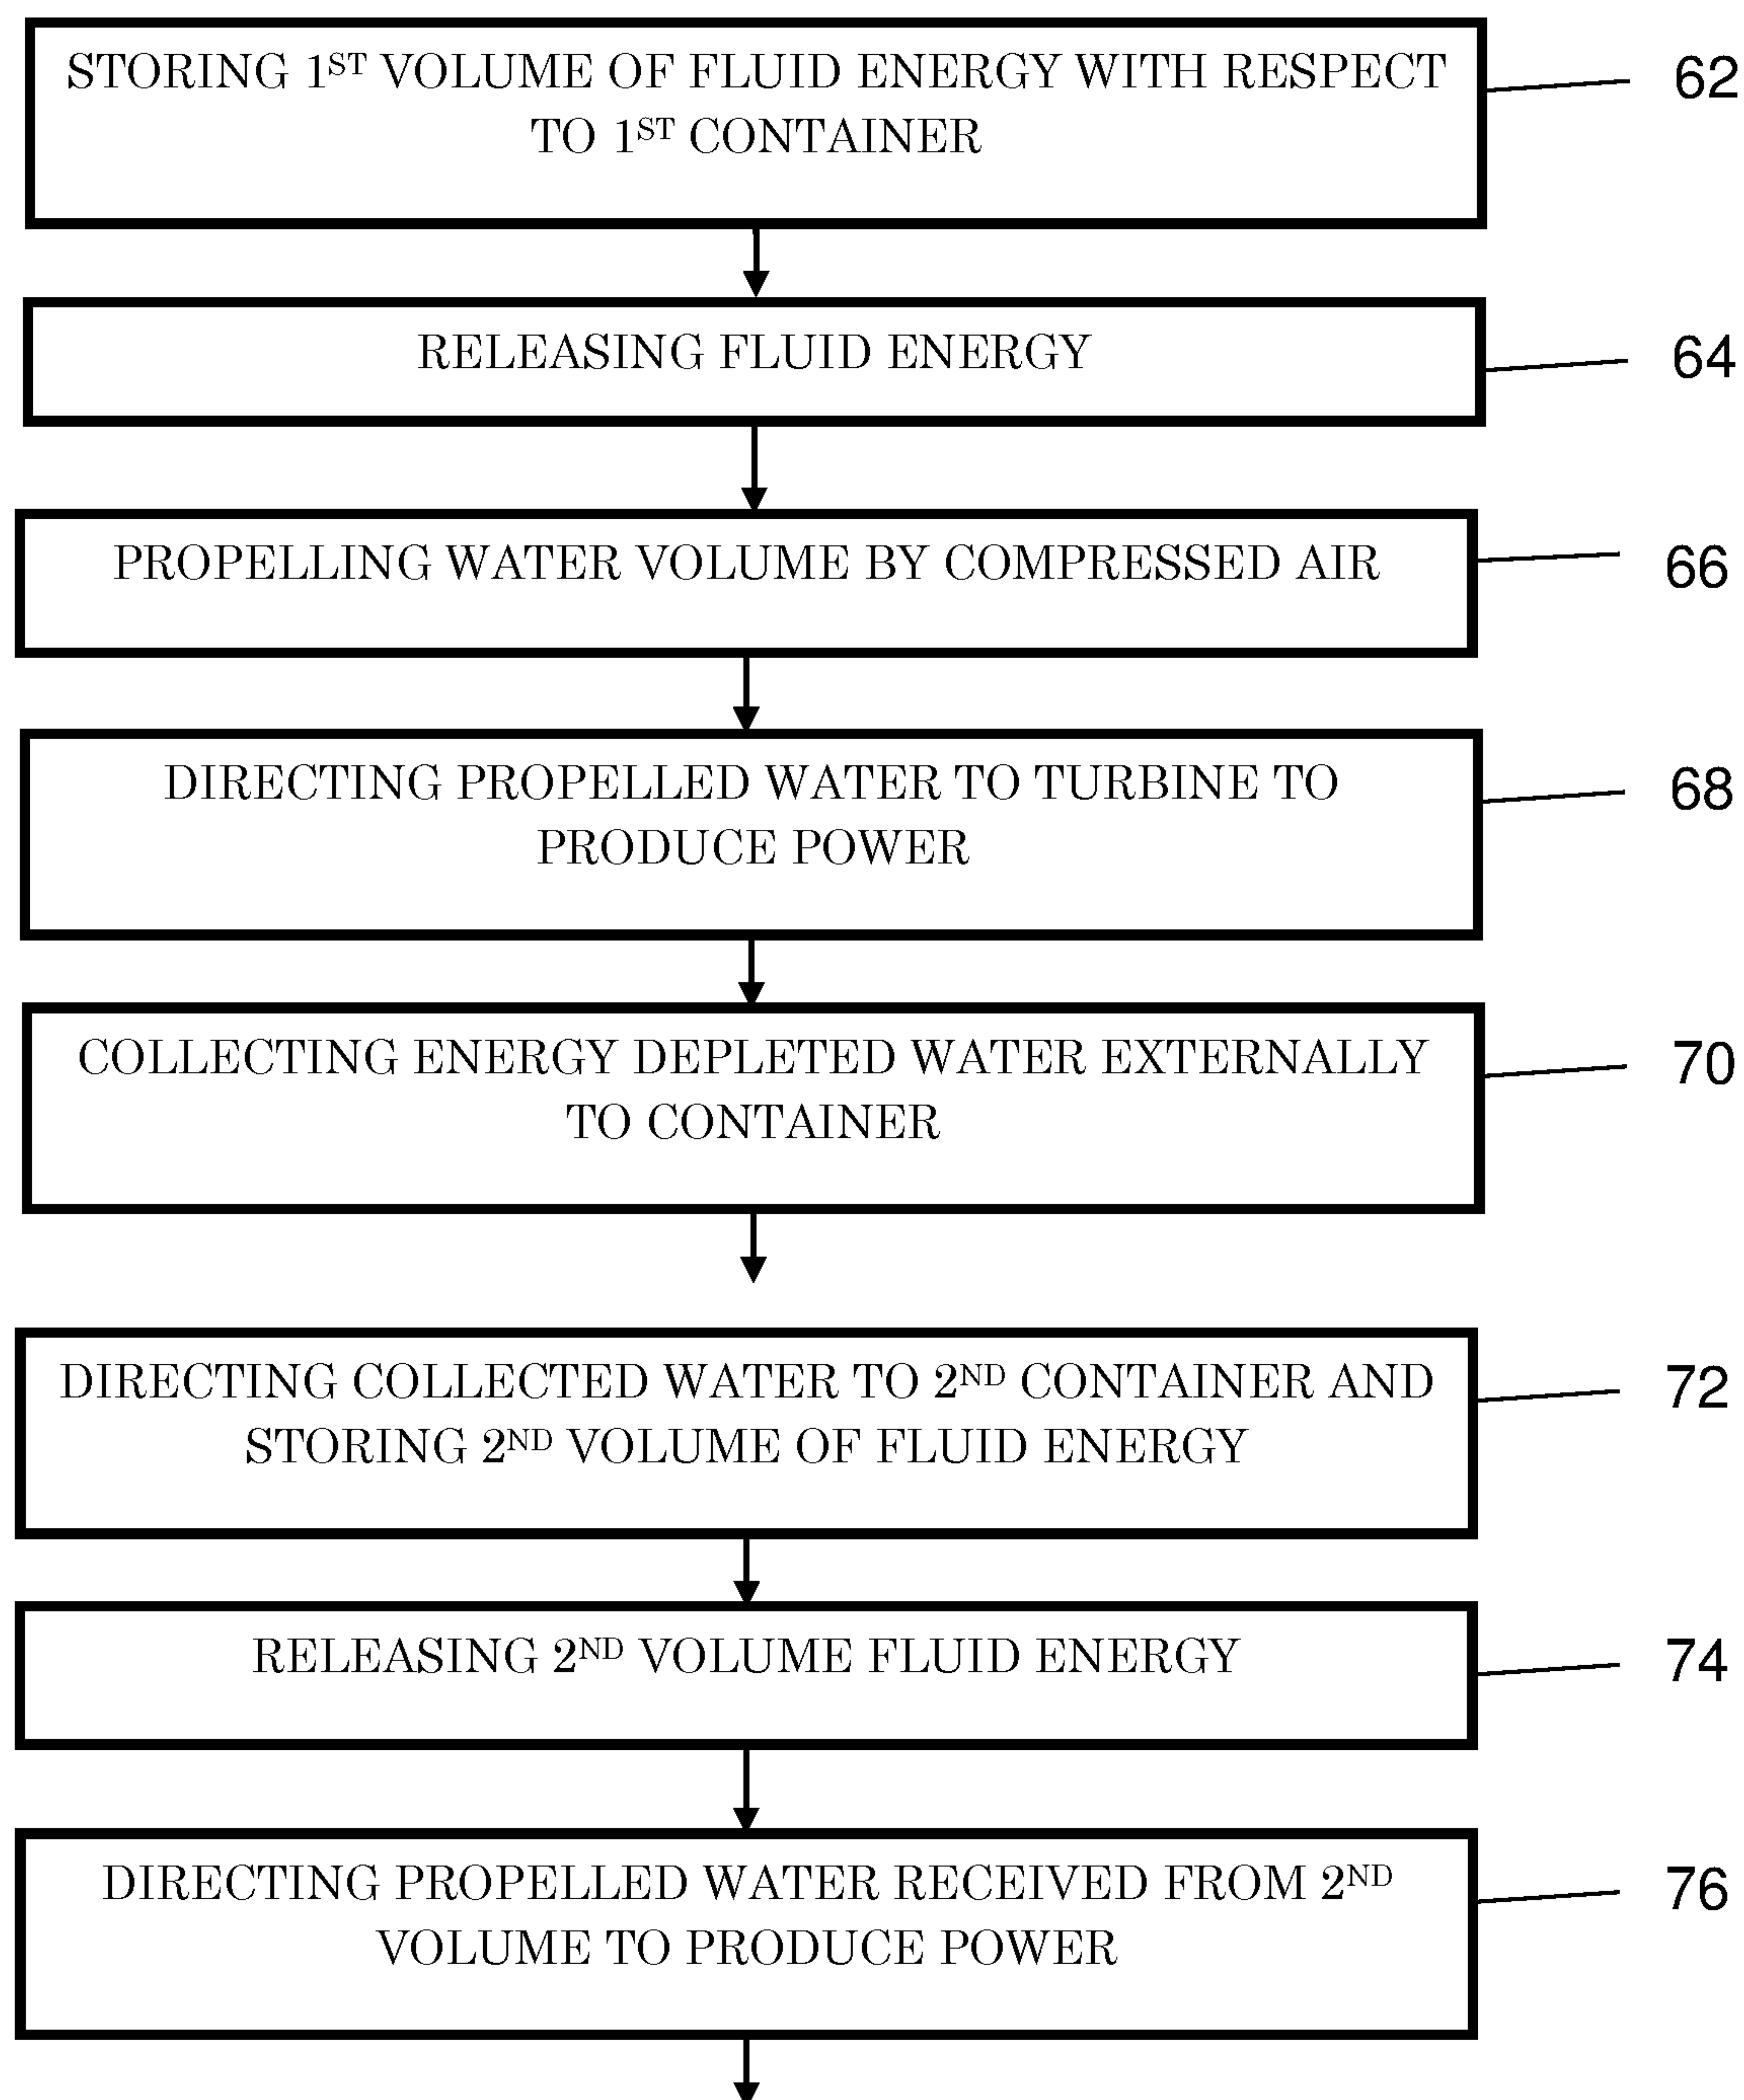 STORING 1ST VOLUME OF FLUID ENERGY WITH RESPECT
TO 1ST CONTAINER
62
RELEASING FLUID ENERGY
64
PROPELLING WATER VOLUME BY COMPRESSED AIR
66
DIRECTING PROPELLED WATER TO TURBINE TO
PRODUCE POWER
68
COLLECTING ENERGY DEPLETED WATER EXTERNALLY
TO CONTAINER
70
DIRECTING COLLECTED WATER TO 2ND CONTAINER AND
STORING 2ND VOLUME OF FLUID ENERGY
72
RELEASING 2ND VOLUME FLUID ENERGY
74
DIRECTING PROPELLED WATER RECEIVED FROM 2ND
VOLUME TO PRODUCE POWER
76